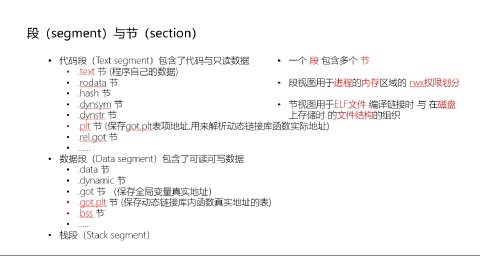 段（segment）与节（section）
• 代码段（Text segment）包含了代码与只读数据
• .text 节 (程序自己的数据)
• .rodata 节
• .hash 节
• .dynsym 节
• .dynstr 节
• .plt 节 (保存got.plt表项地址,用来解析动态链接库函数实际地址)
• .rel.got 节
• ......
• 数据段（Data segment）包含了可读可写数据
• .data 节
• .dynamic 节
• .got 节 （保存全局变量真实地址）
• .got.plt 节 (保存动态链接库内函数真实地址的表)
• .bss 节
• ......
• 栈段（Stack segment）
• 一个 段 包含多个 节
• 段视图用于进程的内存区域的 rwx权限划分
• 节视图用于ELF文件 编译链接时 与 在磁盘
上存储时 的文件结构的组织